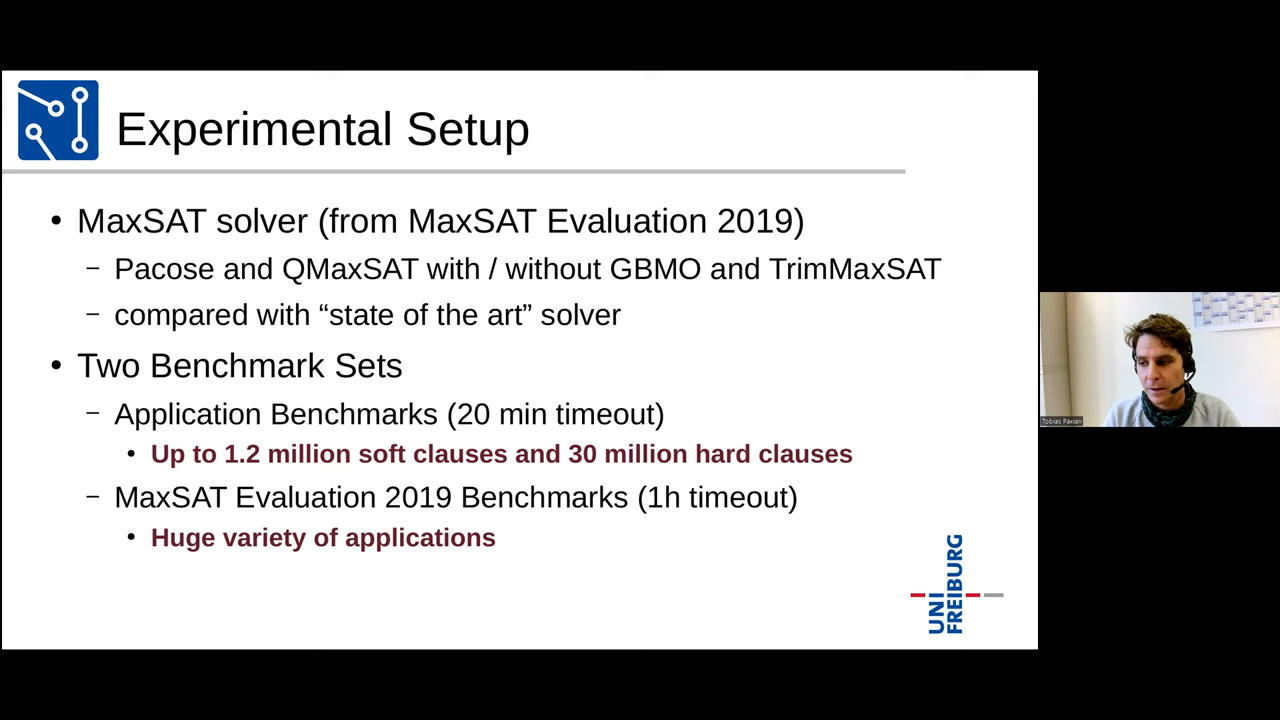 Experimental Setup
• MaxSAT solver (from MaxSAT Evaluation 2019)
– Pacose and QMaxSAT with / without GBMO and TrimMaxSAT
– compared with “state of the art” solver
• Two Benchmark Sets
– Application Benchmarks (20 min timeout)
• Up to 1.2 million soft clauses and 30 million hard clauses
– MaxSAT Evaluation 2019 Benchmarks (1h timeout)
• Huge variety of applications
UNI
FREIBURG
Tobias Paxian